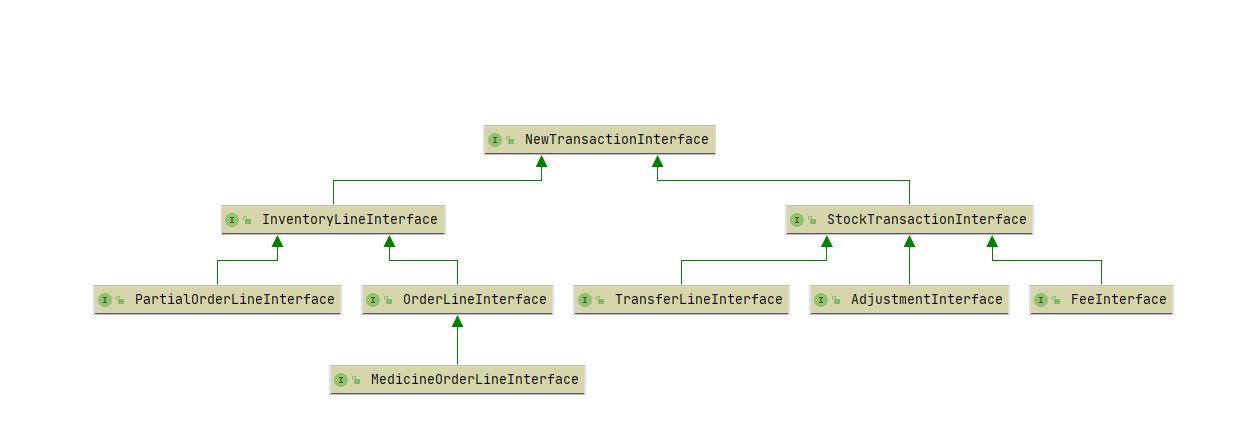 I NewTransactionInterface
I InventoryLineInterface
I StockTransactionInterface
I PartialOrderLineInterface
I OrderLineInterface
I TransferLineInterface
I AdjustmentInterface
I FeeInterface
I MedicineOrderLineInterface